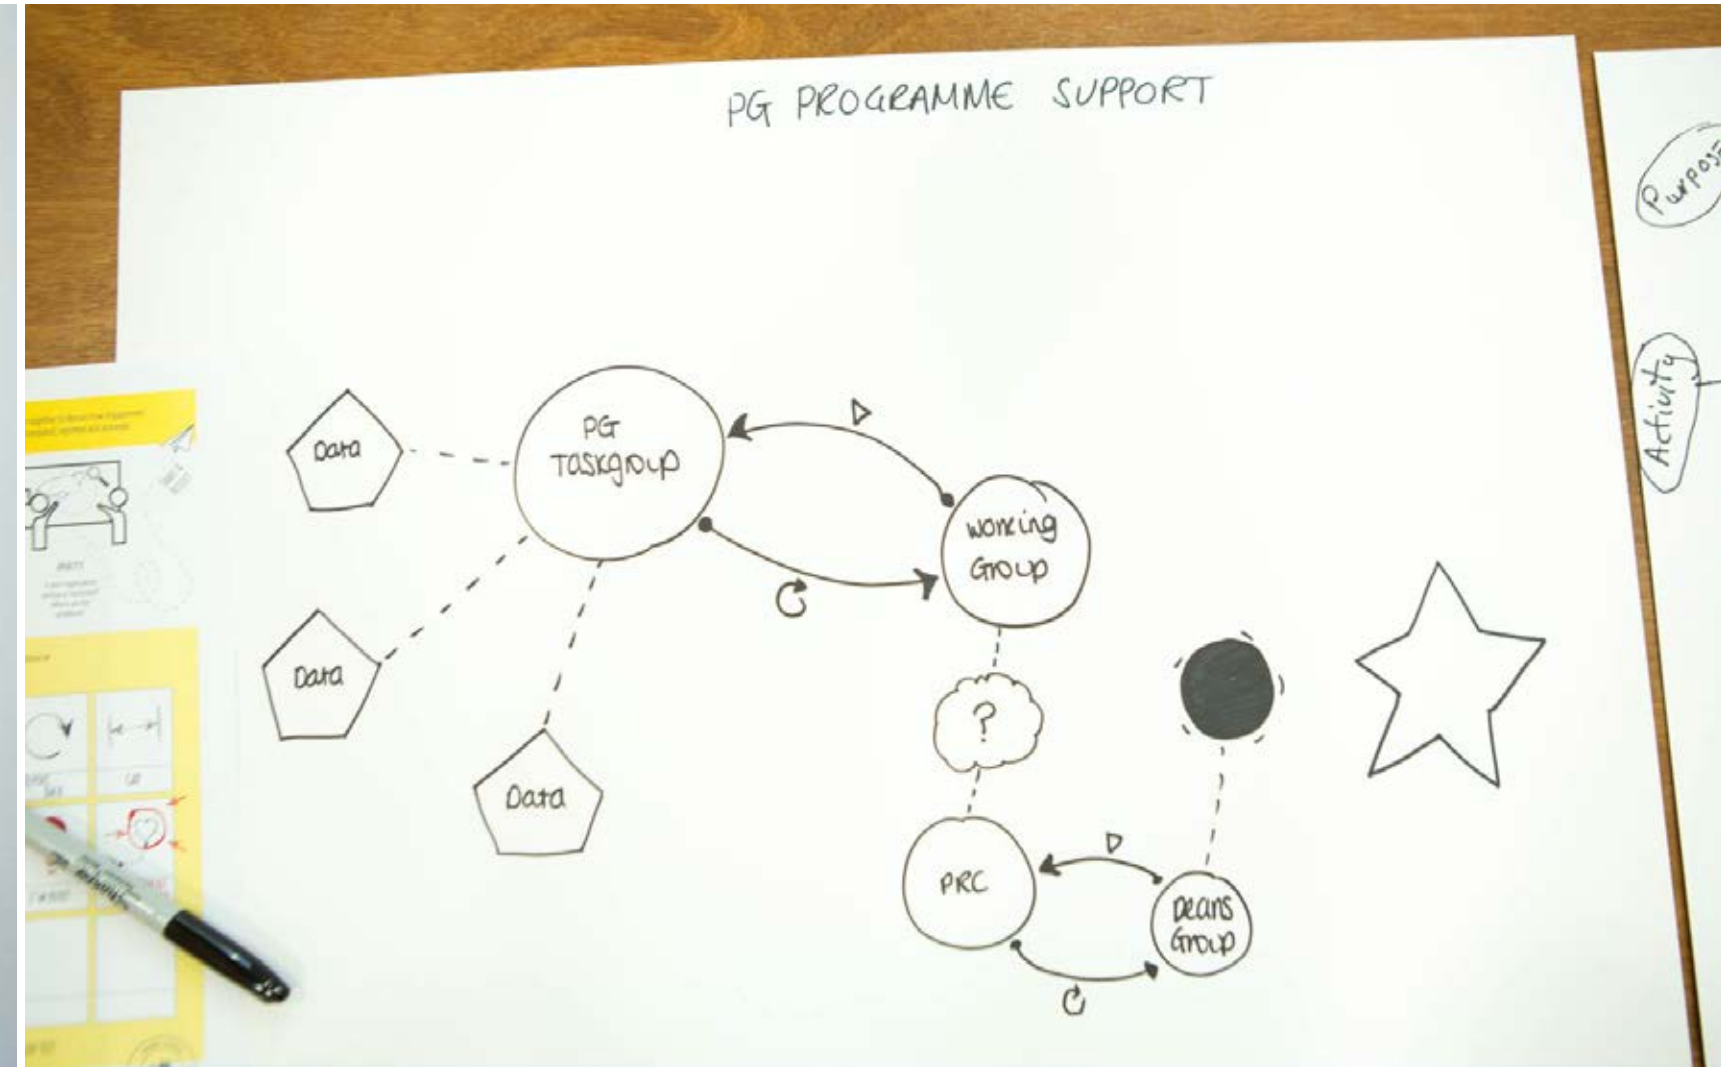 PG PROGRAMME SUPPORT
Purpose
Activity
Data
PG
Taskgroup
Working
Group
Data
?
Data
PRC
Deans
Group